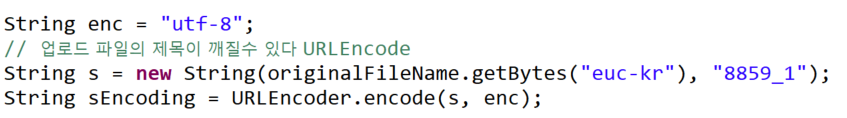 String enc = "utf-8";
// 업로드 파일의 제목이 깨질수 있다 URLEncode
String s = new String(originalFileName.getBytes("euc-kr"), "8859_1");
String sEncoding = URLEncoder.encode(s, enc);